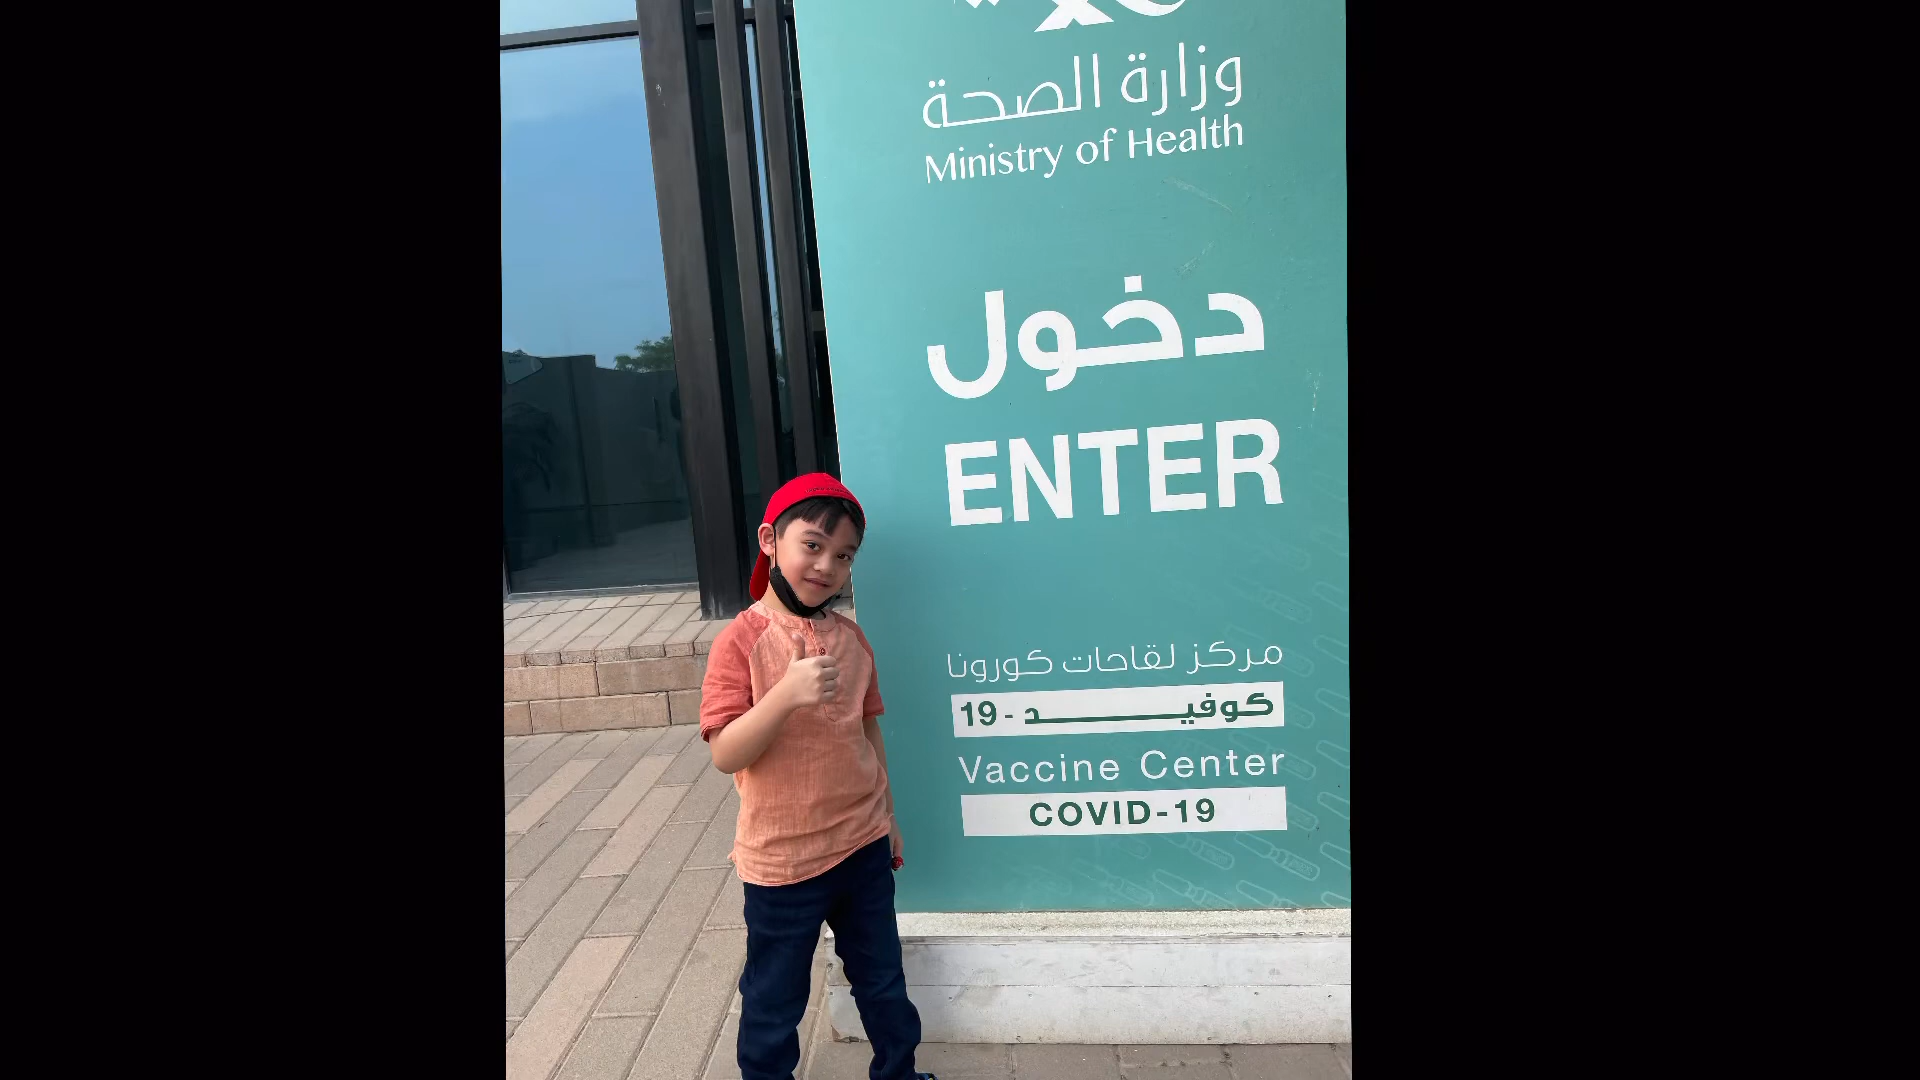 وزارة الصحة
Ministry of Health
دخول
ENTER
مركز لقاحات كورونا
كوفيد - 19
Vaccine Center
COVID-19